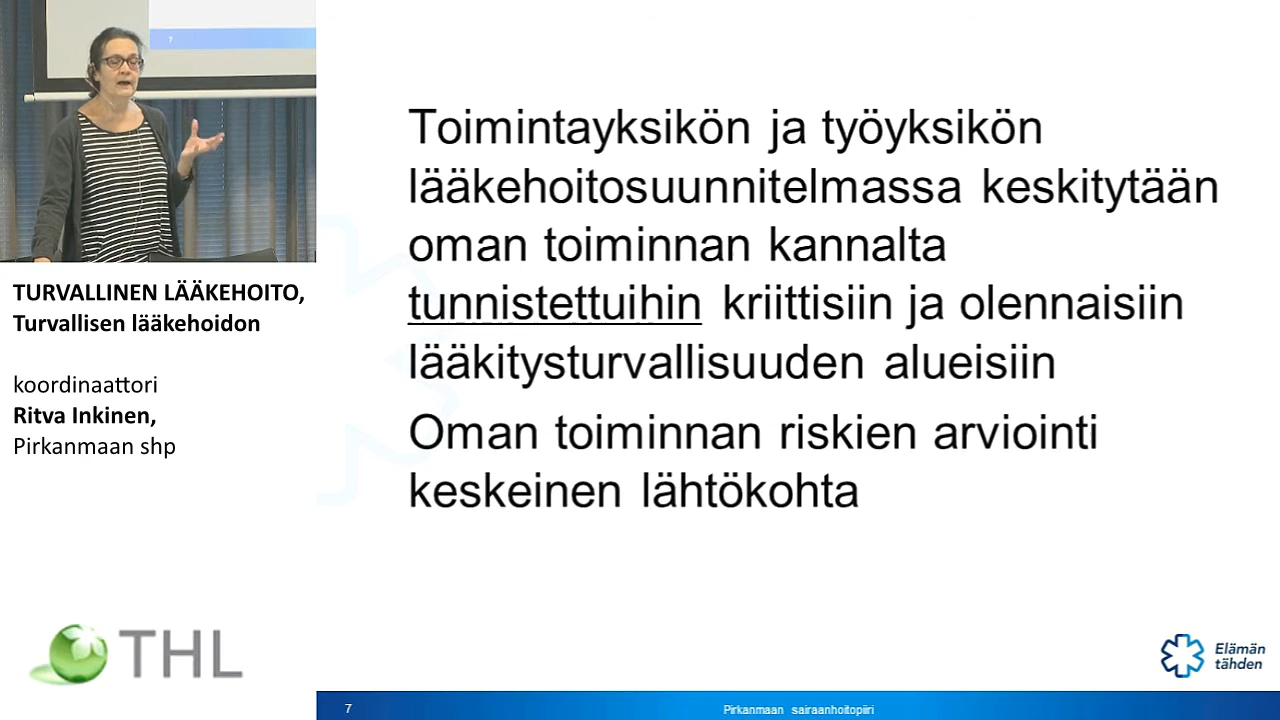 7
TURVALLINEN LÄÄKEHOITO,
Turvallisen lääkehoidon
koordinaattori
Ritva Inkinen,
Pirkanmaan shp
THL
Toimintayksikön ja työyksikön
lääkehoitosuunnitelmassa keskitytään
oman toiminnan kannalta
tunnistettuihin kriittisiin ja olennaisiin
lääkitysturvallisuuden alueisiin
Oman toiminnan riskien arviointi
keskeinen lähtökohta
Elämän
tähden
7
Pirkanmaan sairaanhoitopiiri